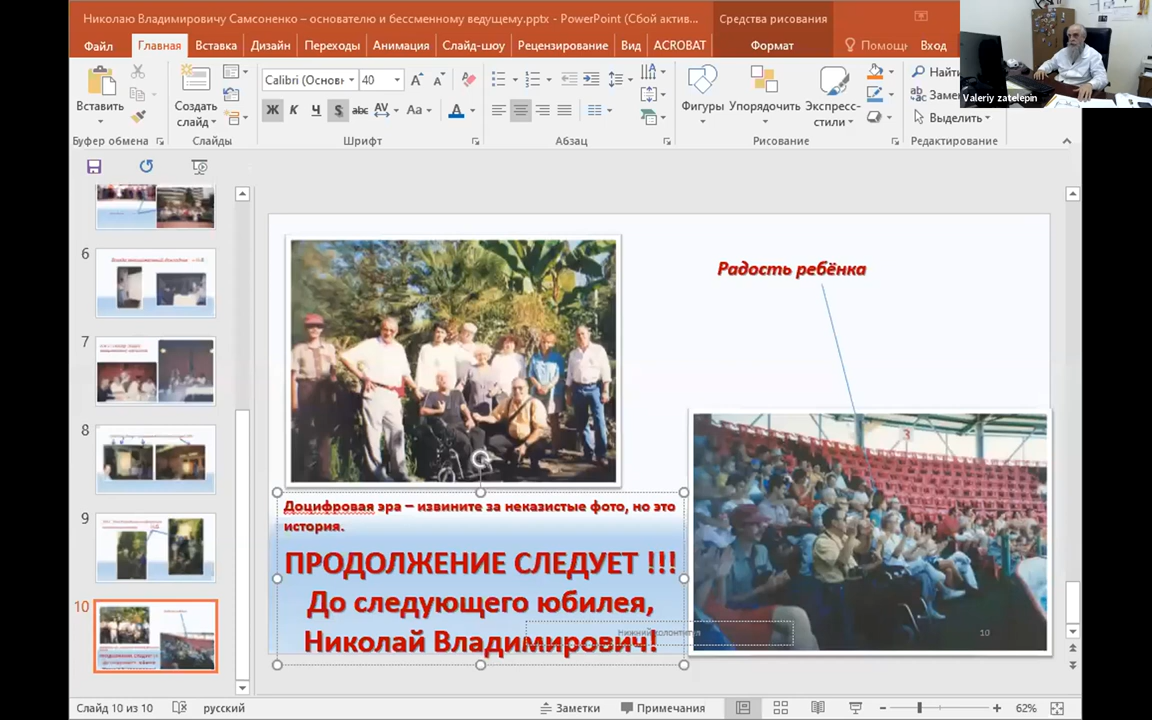 Николаю Владимировичу Самсоненко – основателю и бессменному ведущему.pptx - PowerPoint (Сбой актив...
Средства рисования
Файл Главная Вставка Дизайн Переходы Анимация Слайд-шоу Рецензирование Вид ACROBAT Формат Помощь Вход
Valeriy zatelepin
Calibri (Основн 40
Найти
Вставить
Создать слайд
Фигуры Упорядочить Экспресс-стили
Выделить
Буфер обмена Слайды Шрифт Абзац Рисование Редактирование
6
7
8
9
10
Радость ребёнка
3
Доцифровая эра – извините за неказистые фото, но это
история.
ПРОДОЛЖЕНИЕ СЛЕДУЕТ !!!
До следующего юбилея,
Николай Владимирович!
Нижний колонтитул
10
Слайд 10 из 10 русский Заметки Примечания 62%